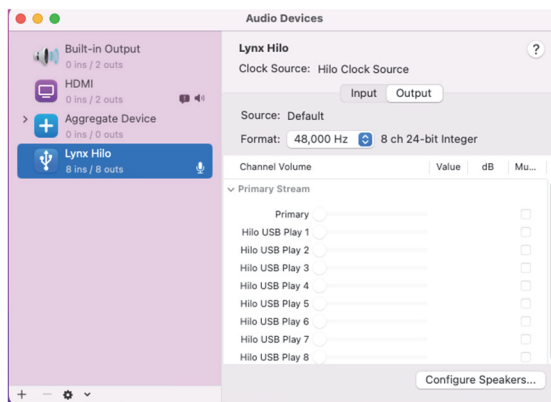 Audio Devices
Built-in Output
0 ins / 2 outs
HDMI
0 ins / 2 outs
Aggregate Device
0 ins / 0 outs
Lynx Hilo
8 ins / 8 outs
Lynx Hilo
?
Clock Source: Hilo Clock Source
Input Output
Source: Default
Format: 48,000 Hz 8 ch 24-bit Integer
Channel Volume Value dB Mu...
Primary Stream
Primary
Hilo USB Play 1
Hilo USB Play 2
Hilo USB Play 3
Hilo USB Play 4
Hilo USB Play 5
Hilo USB Play 6
Hilo USB Play 7
Hilo USB Play 8
Configure Speakers...